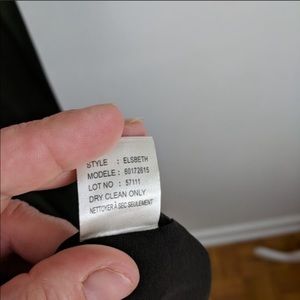 STYLE : ELSBETH
MODELE : 60172615
LOT NO : 57111
DRY CLEAN ONLY
NETTOYER À SEC SEULEMENT